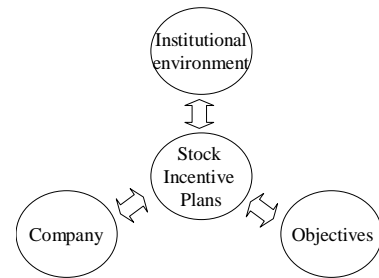 Institutional
environment
Stock
Incentive
Plans
Company
Objectives